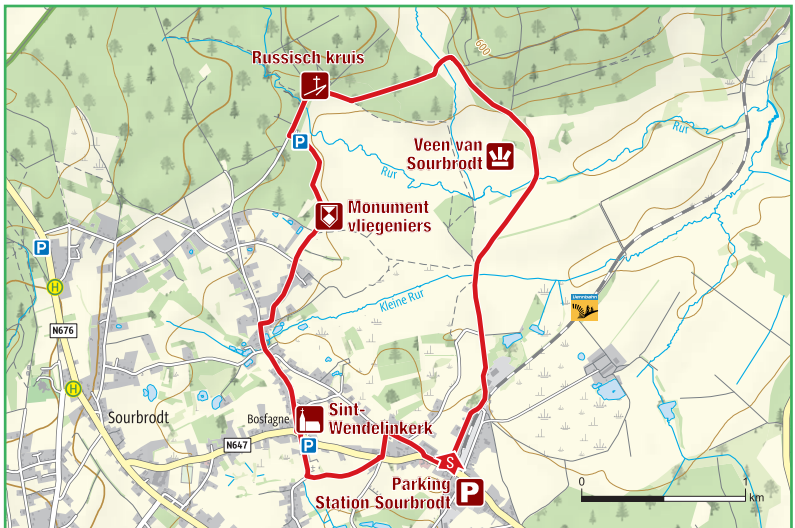 600
Russisch kruis
P
Veen van
Sourbrodt
Rur
Rur
Monument
vliegeniers
P
H
Kleine Rur
Vennbahn
N676
H
Sourbrodt
Bosfagne
Sint-
Wendelinkerk
N647
P
S
Parking
Station Sourbrodt
P
0 1
km